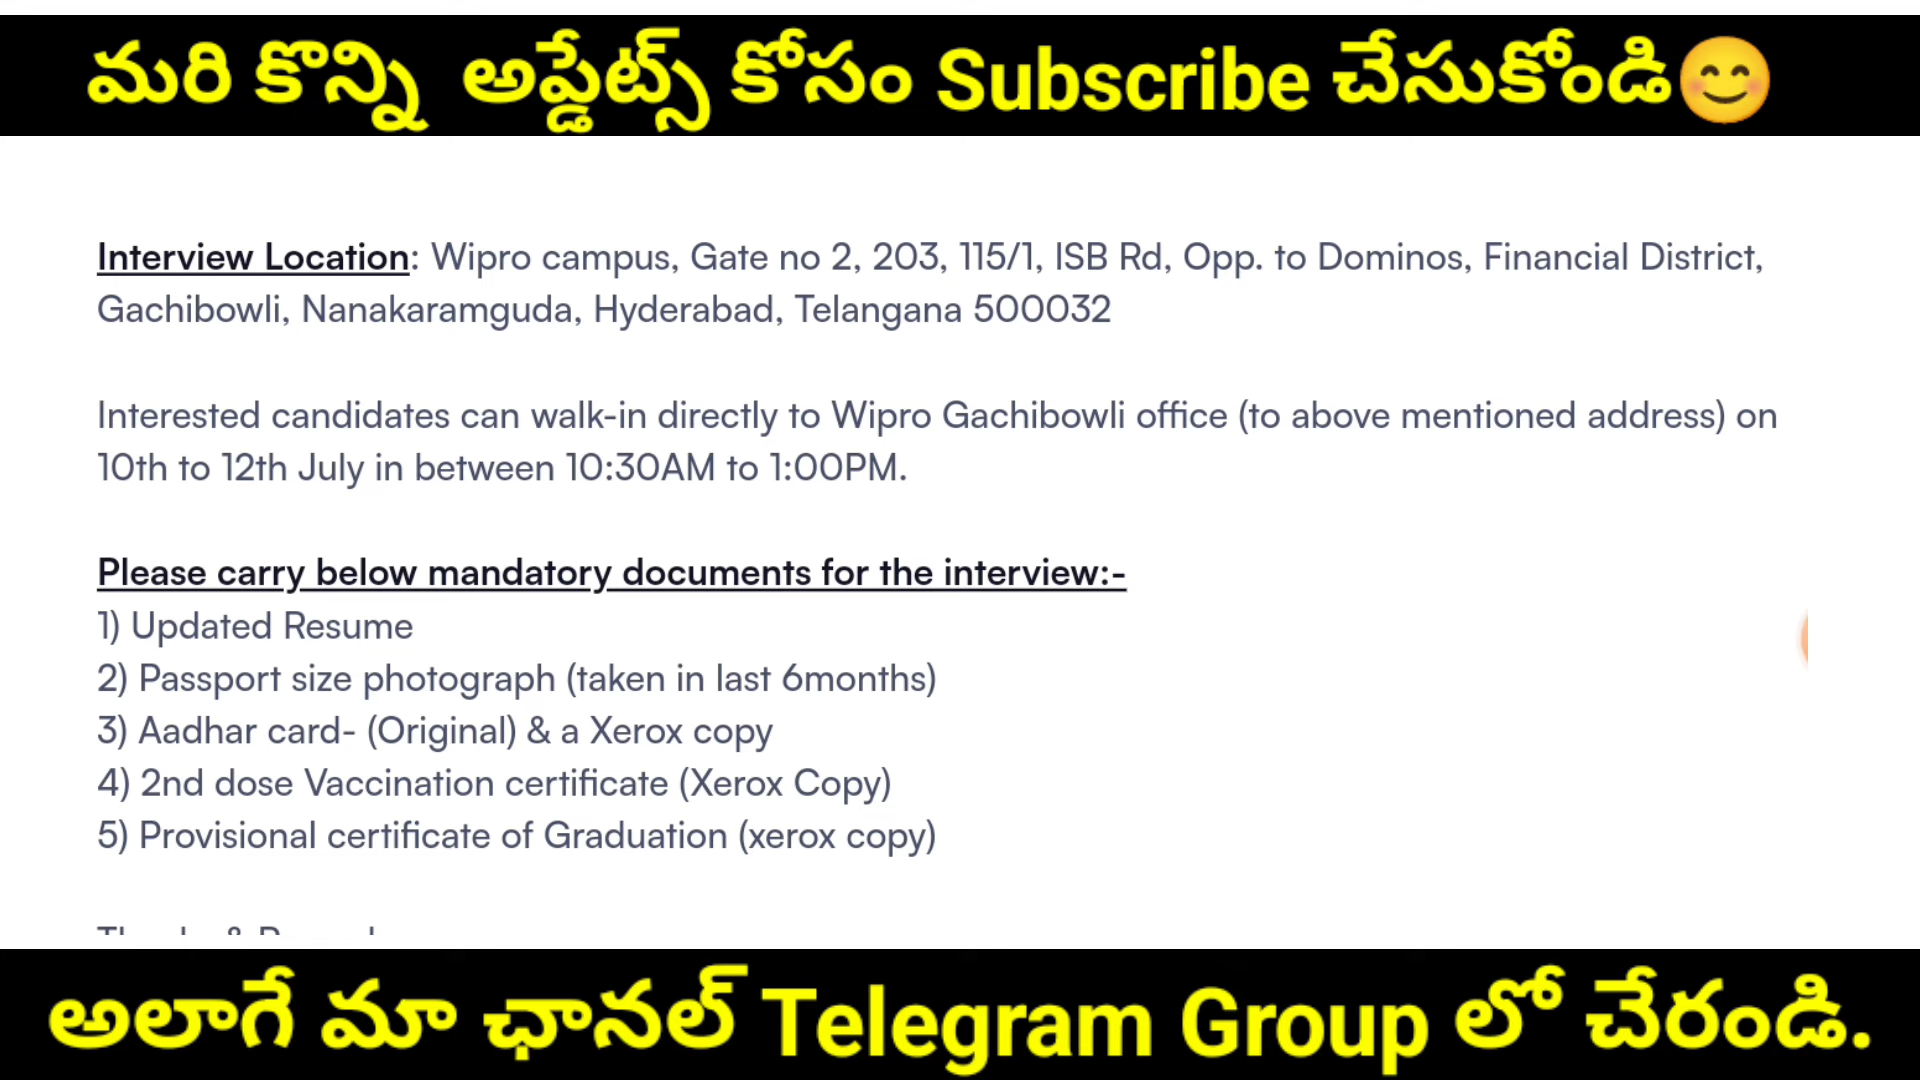 మరి కొన్ని అప్డేట్స్ కోసం Subscribe చేసుకోండి😊
Interview Location: Wipro campus, Gate no 2, 203, 115/1, ISB Rd, Opp. to Dominos, Financial District,
Gachibowli, Nanakaramguda, Hyderabad, Telangana 500032
Interested candidates can walk-in directly to Wipro Gachibowli office (to above mentioned address) on
10th to 12th July in between 10:30AM to 1:00PM.
Please carry below mandatory documents for the interview:-
1) Updated Resume
2) Passport size photograph (taken in last 6months)
3) Aadhar card- (Original) & a Xerox copy
4) 2nd dose Vaccination certificate (Xerox Copy)
5) Provisional certificate of Graduation (xerox copy)
అలాగే మా ఛానల్ Telegram Group లో చేరండి.